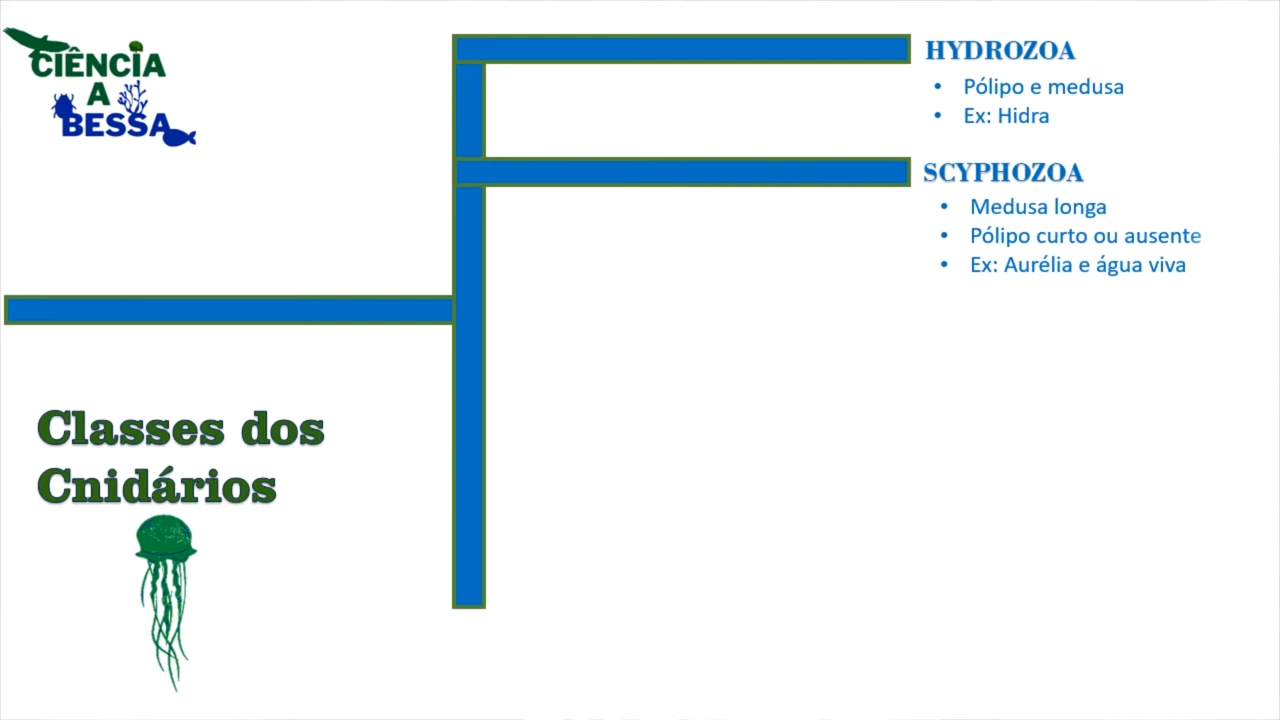 CIÊNCIA
A
BESSA
HYDROZOA
• Pólipo e medusa
• Ex: Hidra
SCYPHOZOA
• Medusa longa
• Pólipo curto ou ausente
• Ex: Aurélia e água viva
Classes dos
Cnidários